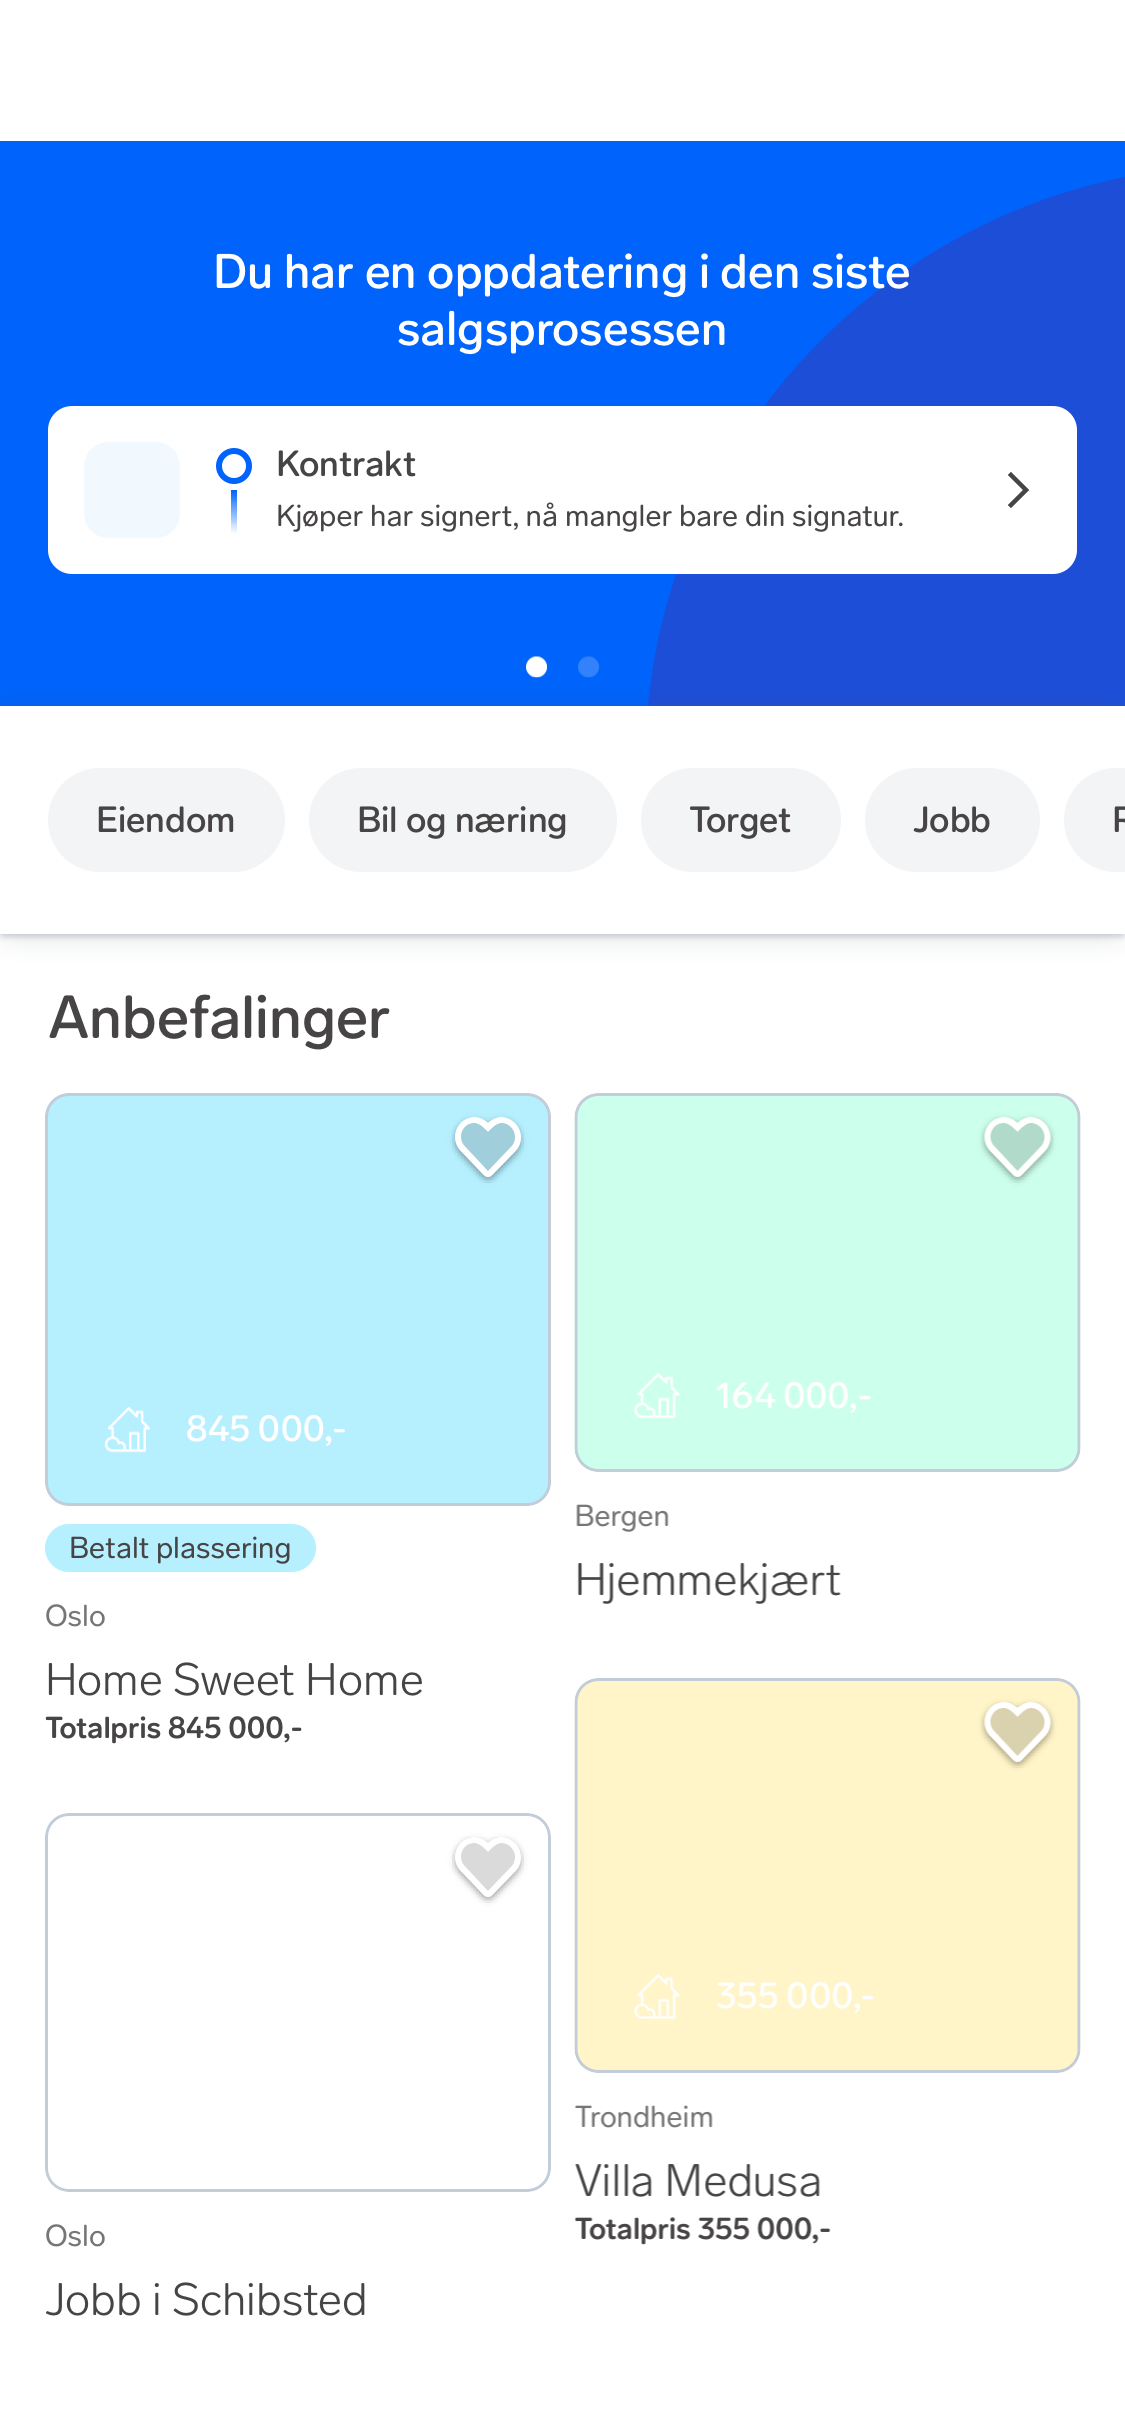 Du har en oppdatering i den siste
salgsprosessen
Kontrakt
Kjøper har signert, nå mangler bare din signatur.
Eiendom
Bil og næring
Torget
Jobb
Anbefalinger
845 000,-
Betalt plassering
Oslo
Home Sweet Home
Totalpris 845 000,-
164 000,-
Bergen
Hjemmekjært
355 000,-
Trondheim
Villa Medusa
Totalpris 355 000,-
Oslo
Jobb i Schibsted